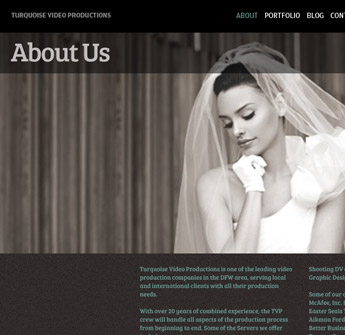 TURQUOISE VIDEO PRODUCTIONS
ABOUT PORTFOLIO BLOG CON
About Us
Turquoise Video Productions is one of the leading video
production companies in the DFW area, serving local
and international clients with all their production
needs.
With over 20 years of combined experience, the TVP
crew will handle all aspects of the production process
from beginning to end. Some of the Servers we offer
Shooting DV
Graphic Desi
Some of our
McAfee, Inc.
Easter Seals
Aikman Ford
Better Busine